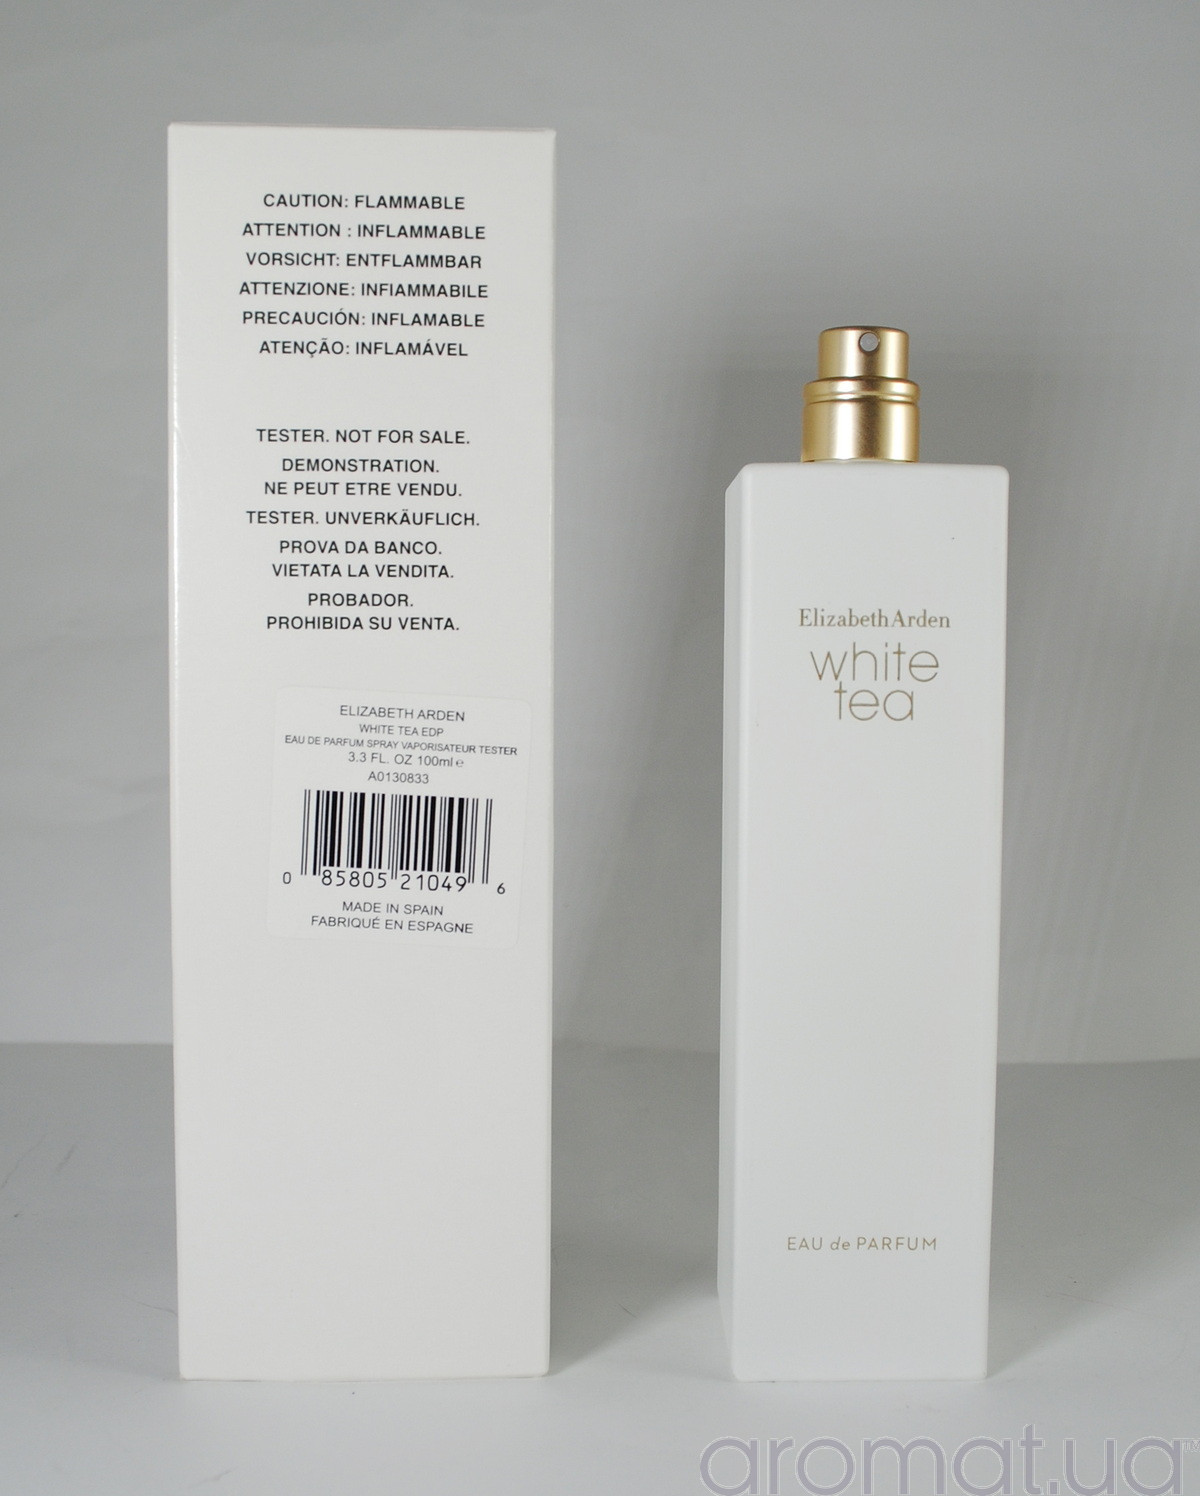 CAUTION: FLAMMABLE
ATTENTION : INFLAMMABLE
VORSICHT: ENTFLAMMBAR
ATTENZIONE: INFIAMMABILE
PRECAUCIÓN: INFLAMABLE
ATENÇÃO: INFLAMÁVEL
TESTER. NOT FOR SALE.
DEMONSTRATION.
NE PEUT ETRE VENDU.
TESTER. UNVERKÄUFLICH.
PROVA DA BANCO.
VIETATA LA VENDITA.
PROBADOR.
PROHIBIDA SU VENTA.
ELIZABETH ARDEN
WHITE TEA EDP
EAU DE PARFUM SPRAY VAPORISATEUR TESTER
3.3 FL. OZ 100ml ℮
A0130833
0 85805 21049 6
MADE IN SPAIN
FABRIQUÉ EN ESPAGNE
Elizabeth Arden
white
tea
EAU de PARFUM
aromat.ua™